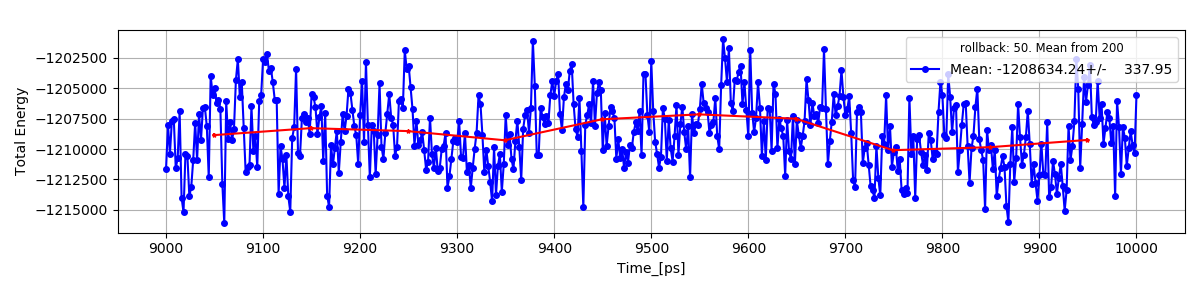 rollback: 50. Mean from 200
Mean: -1208634.24+/- 337.95
Total Energy
−1202500
−1205000
−1207500
−1210000
−1212500
−1215000
9000 9100 9200 9300 9400 9500 9600 9700 9800 9900 10000
Time_[ps]